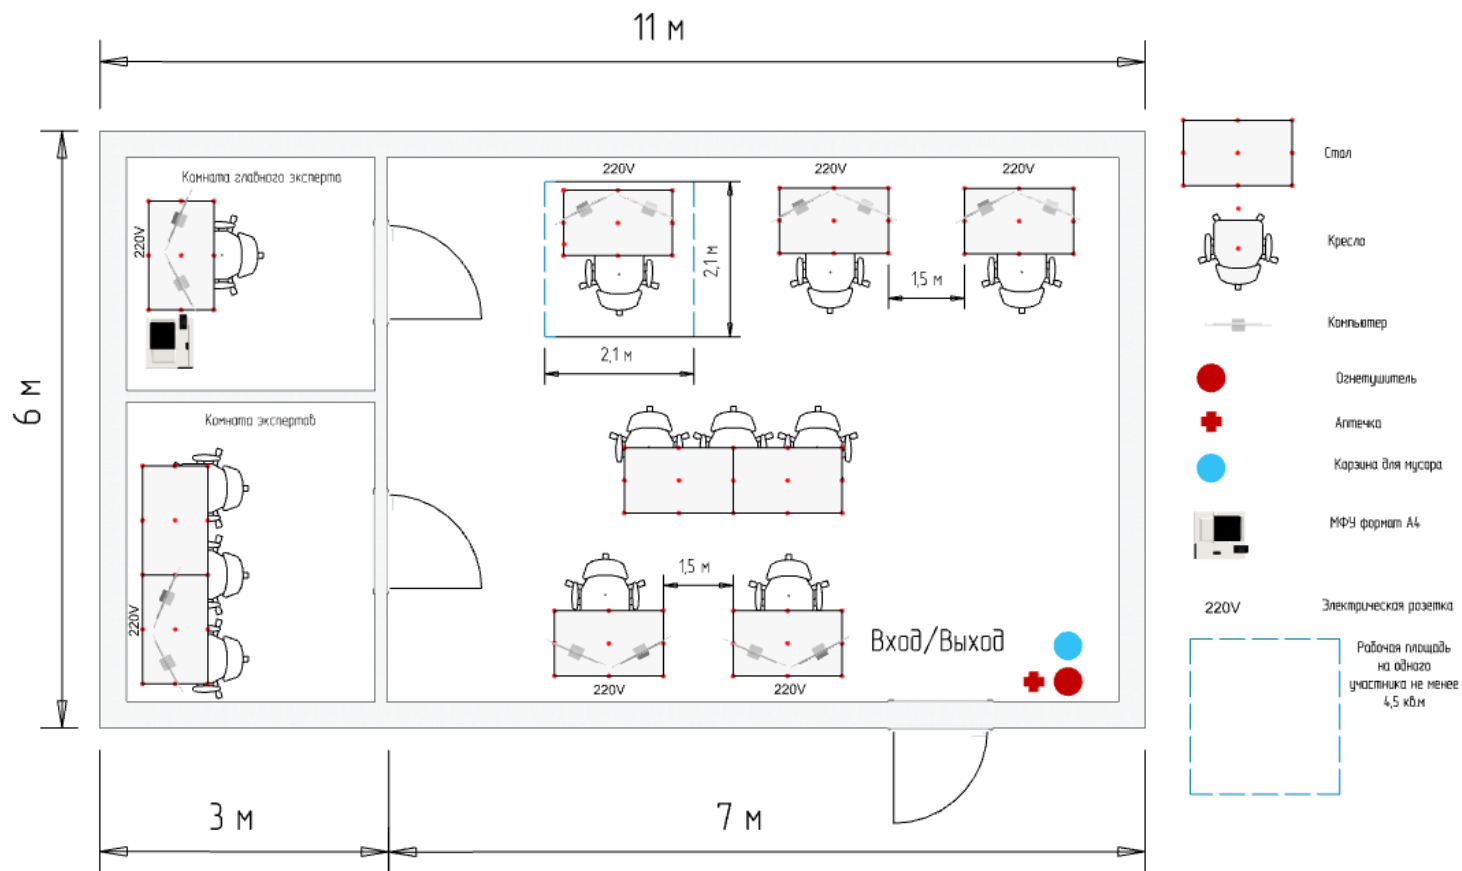 11 м
220V
220V
220V
Комната главного эксперта
220V
2,1 м
1,5 м
2,1 м
6 м
Комната экспертов
220V
1,5 м
Вход/Выход
220V
220V
3 м
7 м
Стол
Кресло
Компьютер
Огнетушитель
Аптечка
Корзина для мусора
МФУ формат А4
220V
Электрическая розетка
Рабочая площадь
на одного
участника не менее
4,5 кв.м